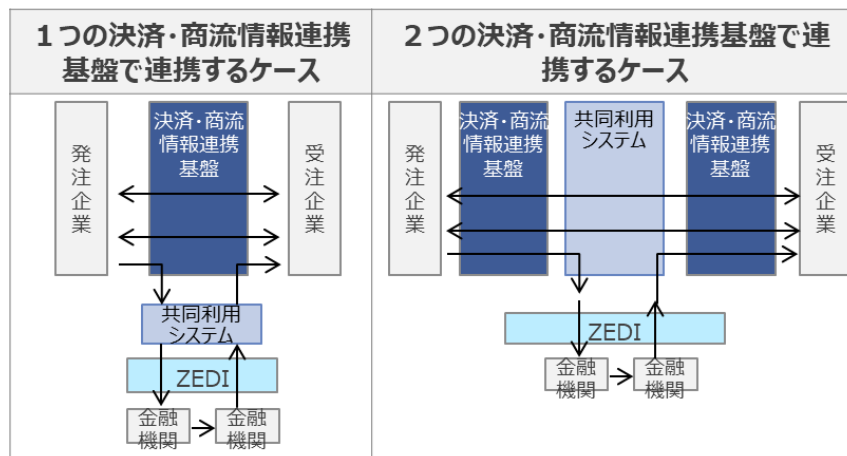 １つの決済・商流情報連携
基盤で連携するケース
２つの決済・商流情報連携基盤で連
携するケース
発注企業
決済・商流
情報連携
基盤
受注企業
共同利用
システム
ZEDI
金融
機関
金融
機関
発注企業
決済・商流
情報連携
基盤
共同利用
システム
決済・商流
情報連携
基盤
受注企業
ZEDI
金融
機関
金融
機関